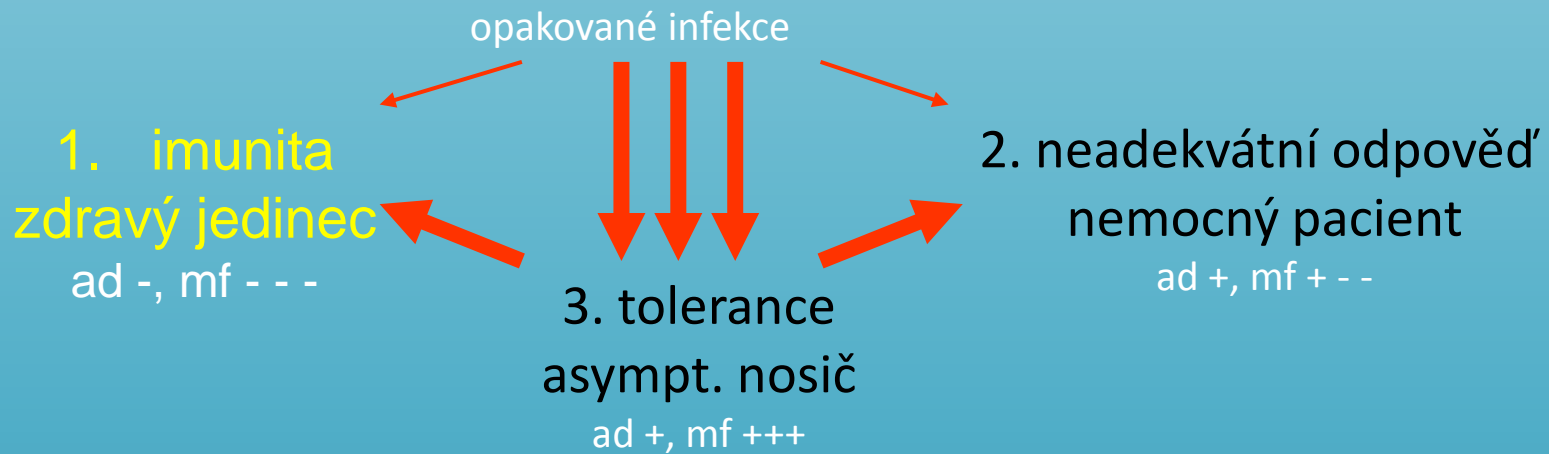 opakované infekce
1. imunita
zdravý jedinec
ad -, mf - - -
2. neadekvátní odpověď
nemocný pacient
ad +, mf + - -
3. tolerance
asympt. nosič
ad +, mf +++